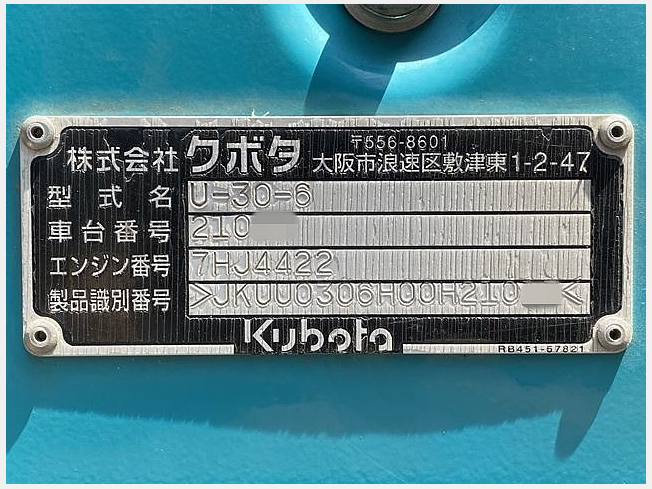 〒556-8601
株式会社クボタ 大阪市浪速区敷津東1-2-47
型式名 U-30-6
車台番号 210
エンジン番号 7HJ4422
製品識別番号 >JKUU0306H00H210 <
Kubota
RB451-57821